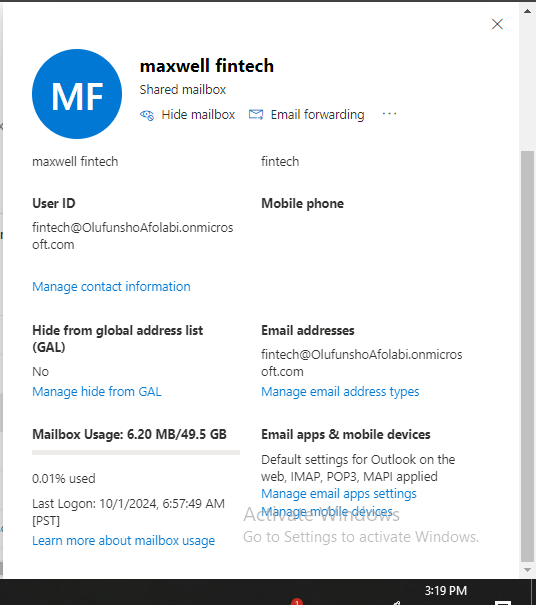 MF
maxwell fintech
Shared mailbox
Hide mailbox
Email forwarding
...
maxwell fintech
fintech
User ID
fintech@OlufunshoAfolabi.onmicros
oft.com
Mobile phone
Manage contact information
Hide from global address list
(GAL)
No
Manage hide from GAL
Email addresses
fintech@OlufunshoAfolabi.onmicros
oft.com
Manage email address types
Mailbox Usage: 6.20 MB/49.5 GB
0.01% used
Last Logon: 10/1/2024, 6:57:49 AM
[PST]
Learn more about mailbox usage
Email apps & mobile devices
Default settings for Outlook on the
web, IMAP, POP3, MAPI applied
Manage email apps settings
Manage mobile devices
Activate Windows
Go to Settings to activate Windows.
3:19 PM
1